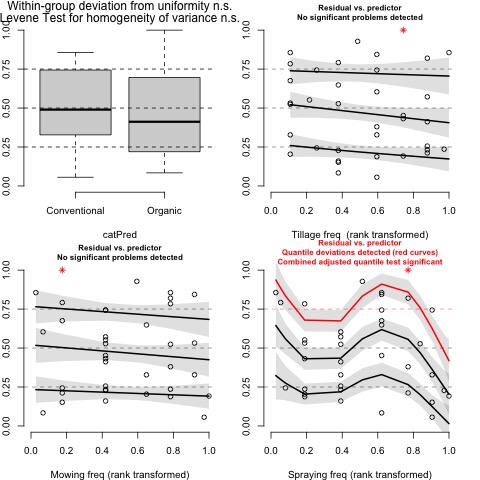 Within-group deviation from uniformity n.s.
Levene Test for homogeneity of variance n.s.
0.00 0.25 0.50 0.75 1.00
Conventional Organic
catPred
Residual vs. predictor
No significant problems detected
0.00 0.25 0.50 0.75 1.00
0.0 0.2 0.4 0.6 0.8 1.0
Tillage freq (rank transformed)
Residual vs. predictor
No significant problems detected
0.00 0.25 0.50 0.75 1.00
0.0 0.2 0.4 0.6 0.8 1.0
Mowing freq (rank transformed)
Residual vs. predictor
Quantile deviations detected (red curves)
Combined adjusted quantile test significant
0.00 0.25 0.50 0.75 1.00
0.0 0.2 0.4 0.6 0.8 1.0
Spraying freq (rank transformed)